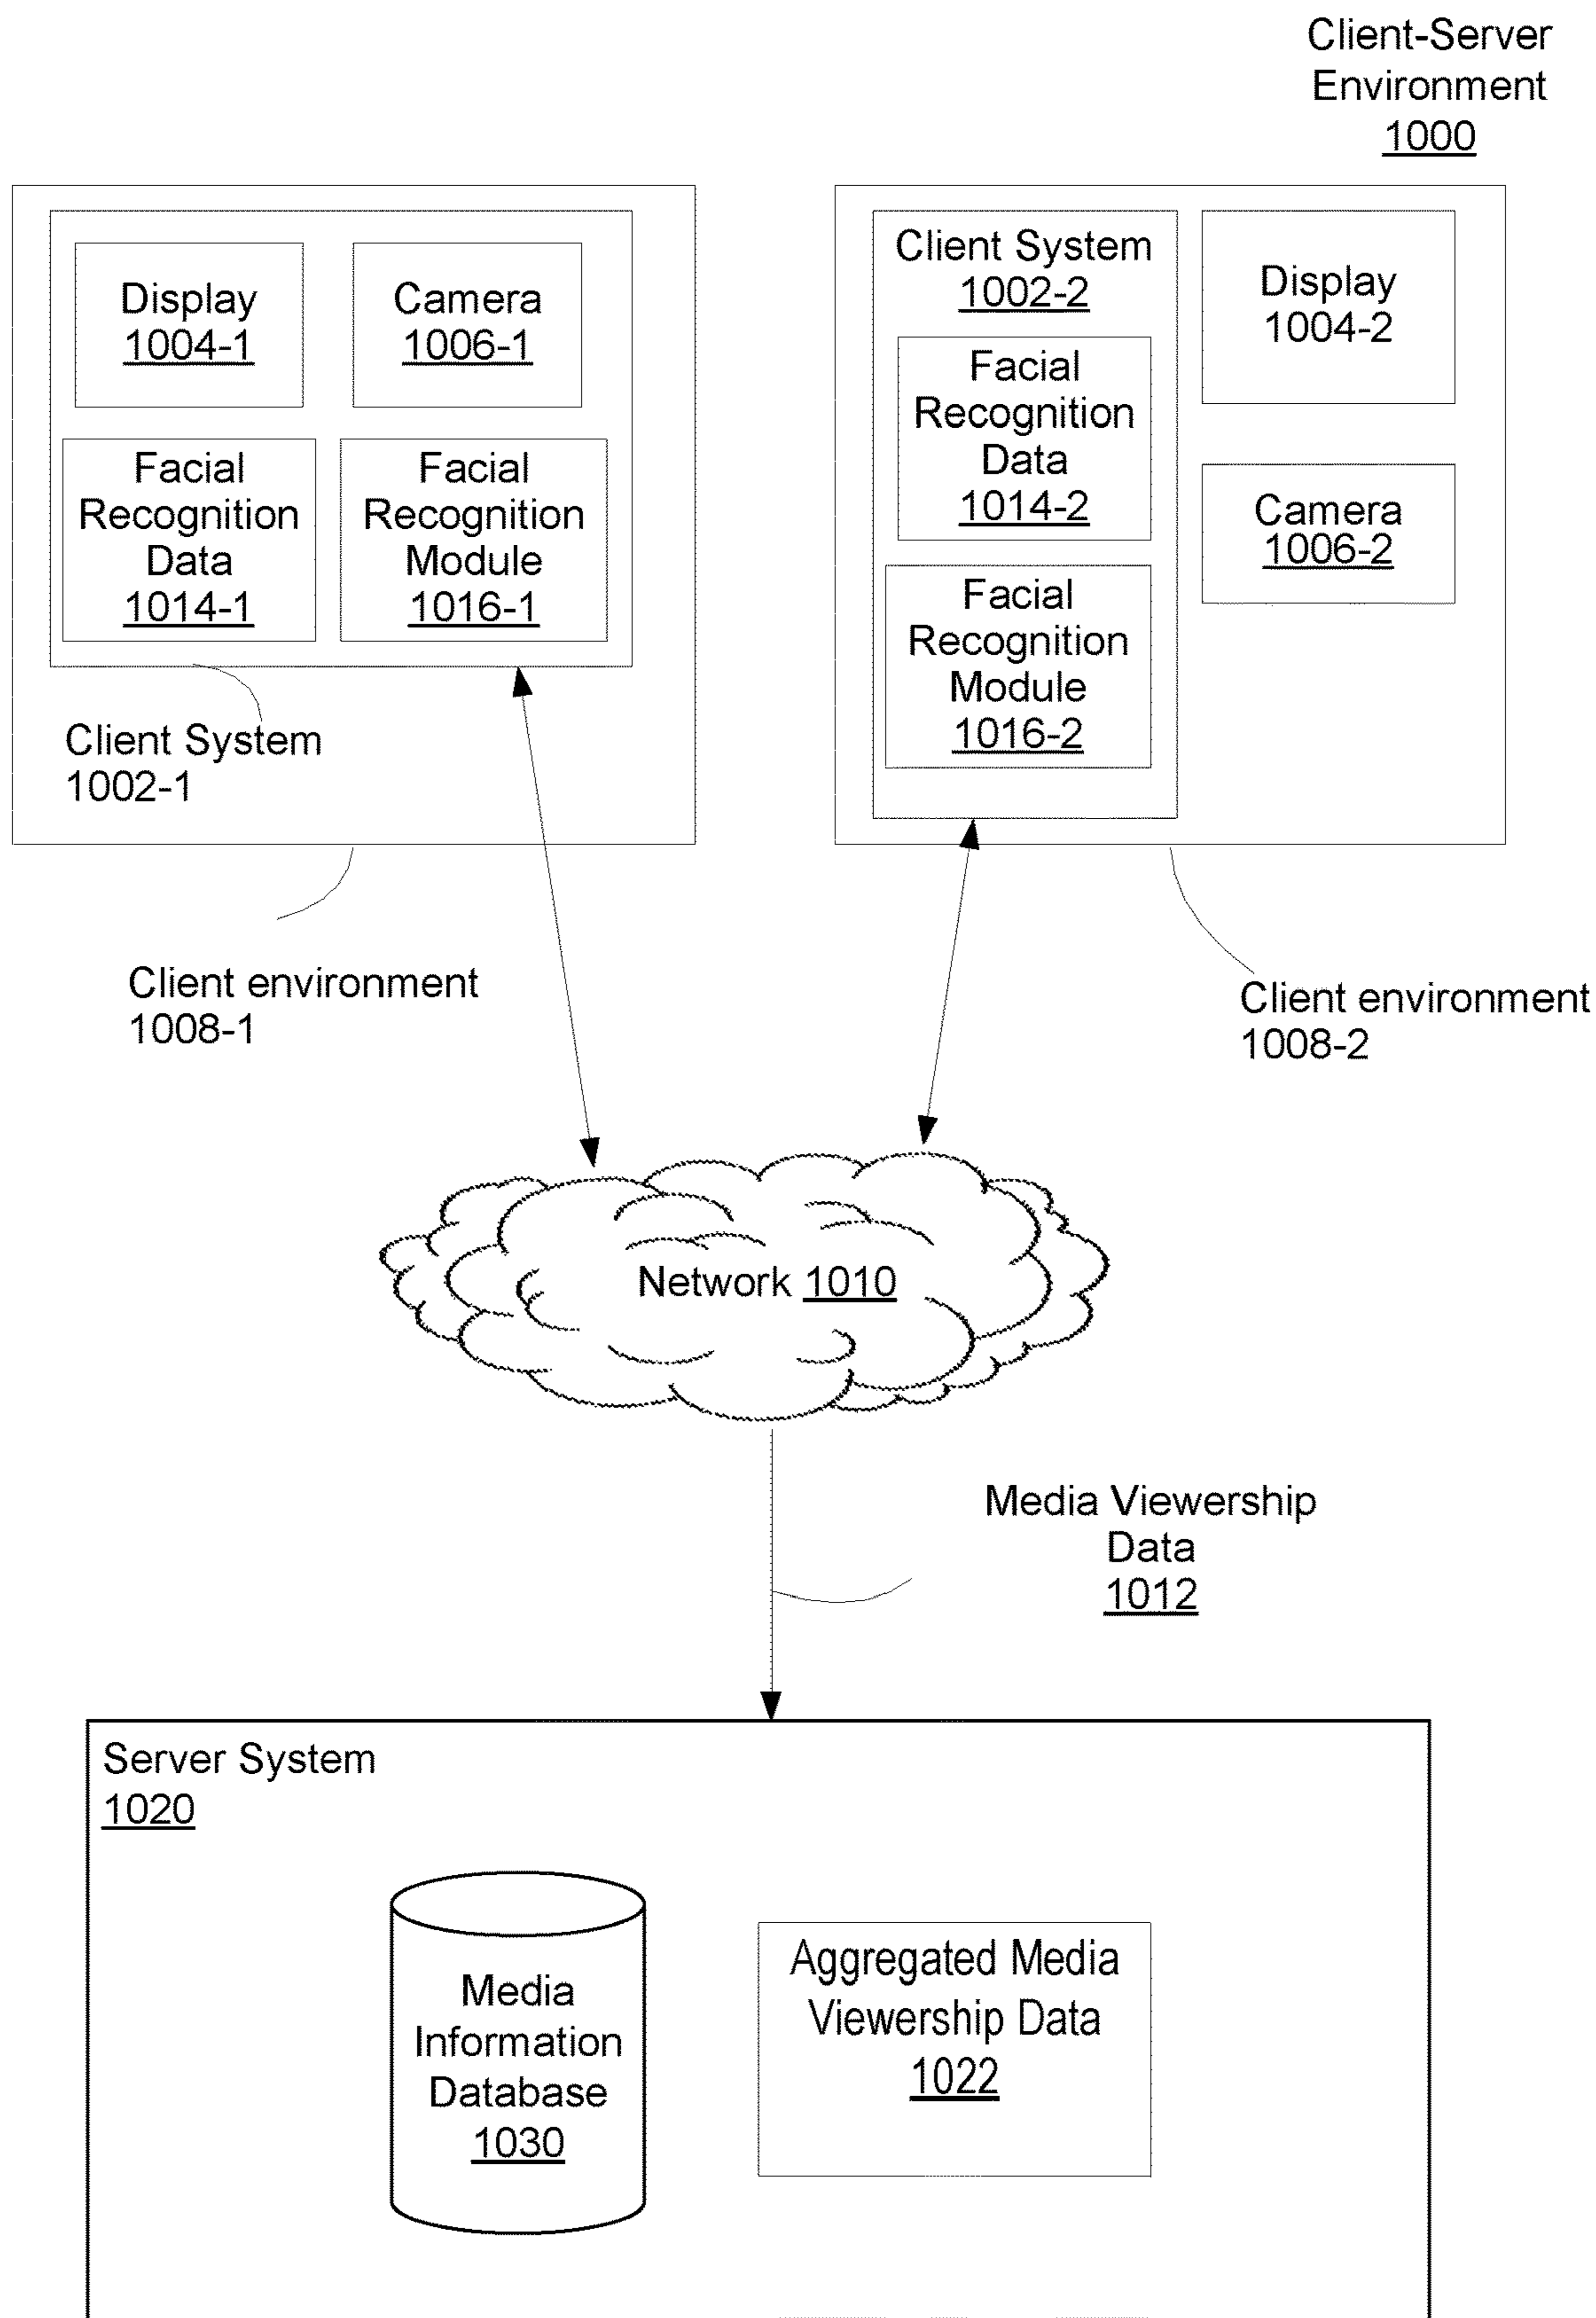 Client-Server
Environment
1000
Display
1004-1
Camera
1006-1
Facial
Recognition
Data
1014-1
Facial
Recognition
Module
1016-1
Client System
1002-1
Client environment
1008-1
Client System
1002-2
Facial
Recognition
Data
1014-2
Facial
Recognition
Module
1016-2
Display
1004-2
Camera
1006-2
Client environment
1008-2
Network 1010
Media Viewership
Data
1012
Server System
1020
Media
Information
Database
1030
Aggregated Media
Viewership Data
1022